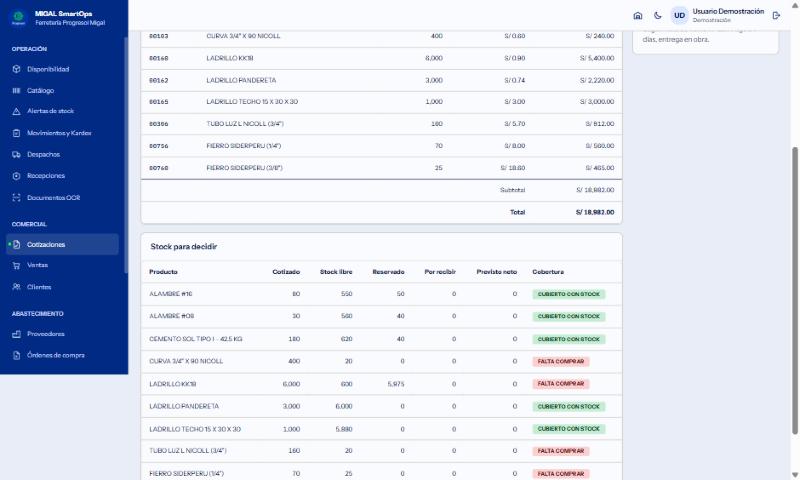 MIGAL SmartOps
Ferretería Progresol Migal
Usuario Demostración
Demostración
UD
OPERACIÓN
Disponibilidad
Catálogo
Alertas de stock
Movimientos y Kardex
Despachos
Recepciones
Documentos OCR
COMERCIAL
Cotizaciones
Ventas
Clientes
ABASTECIMIENTO
Proveedores
Órdenes de compra
00103 CURVA 3/4" X 90 NICOLL 400 S/ 0.60 S/ 240.00
00160 LADRILLO KK18 6,000 S/ 0.90 S/ 5,400.00
00162 LADRILLO PANDERETA 3,000 S/ 0.74 S/ 2,220.00
00165 LADRILLO TECHO 15 X 30 X 30 1,000 S/ 3.00 S/ 3,000.00
00306 TUBO LUZ L NICOLL (3/4") 160 S/ 5.70 S/ 912.00
00756 FIERRO SIDERPERU (1/4") 70 S/ 8.00 S/ 560.00
00760 FIERRO SIDERPERU (3/8") 25 S/ 18.60 S/ 465.00
Subtotal S/ 18,982.00
Total S/ 18,982.00
días, entrega en obra.
Stock para decidir
Producto Cotizado Stock libre Reservado Por recibir Previsto neto Cobertura
ALAMBRE #16 80 550 50 0 0 CUBIERTO CON STOCK
ALAMBRE #08 30 560 40 0 0 CUBIERTO CON STOCK
CEMENTO SOL TIPO I - 42.5 KG 180 620 40 0 0 CUBIERTO CON STOCK
CURVA 3/4" X 90 NICOLL 400 20 0 0 0 FALTA COMPRAR
LADRILLO KK18 6,000 600 5,975 0 0 FALTA COMPRAR
LADRILLO PANDERETA 3,000 6,000 0 0 0 CUBIERTO CON STOCK
LADRILLO TECHO 15 X 30 X 30 1,000 5,880 0 0 0 CUBIERTO CON STOCK
TUBO LUZ L NICOLL (3/4") 160 20 0 0 0 FALTA COMPRAR
FIERRO SIDERPERU (1/4") 70 25 0 0 0 FALTA COMPRAR